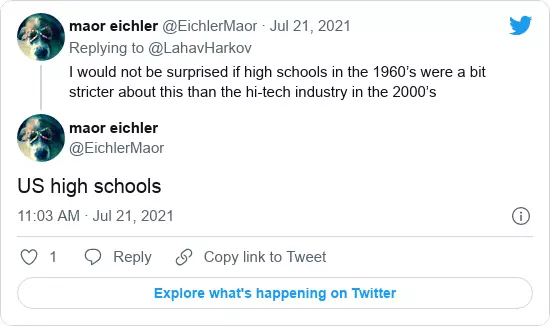 maor eichler @EichlerMaor · Jul 21, 2021
Replying to @LahavHarkov
I would not be surprised if high schools in the 1960’s were a bit
stricter about this than the hi-tech industry in the 2000’s
maor eichler
@EichlerMaor
US high schools
11:03 AM · Jul 21, 2021
1 Reply Copy link to Tweet
Explore what's happening on Twitter